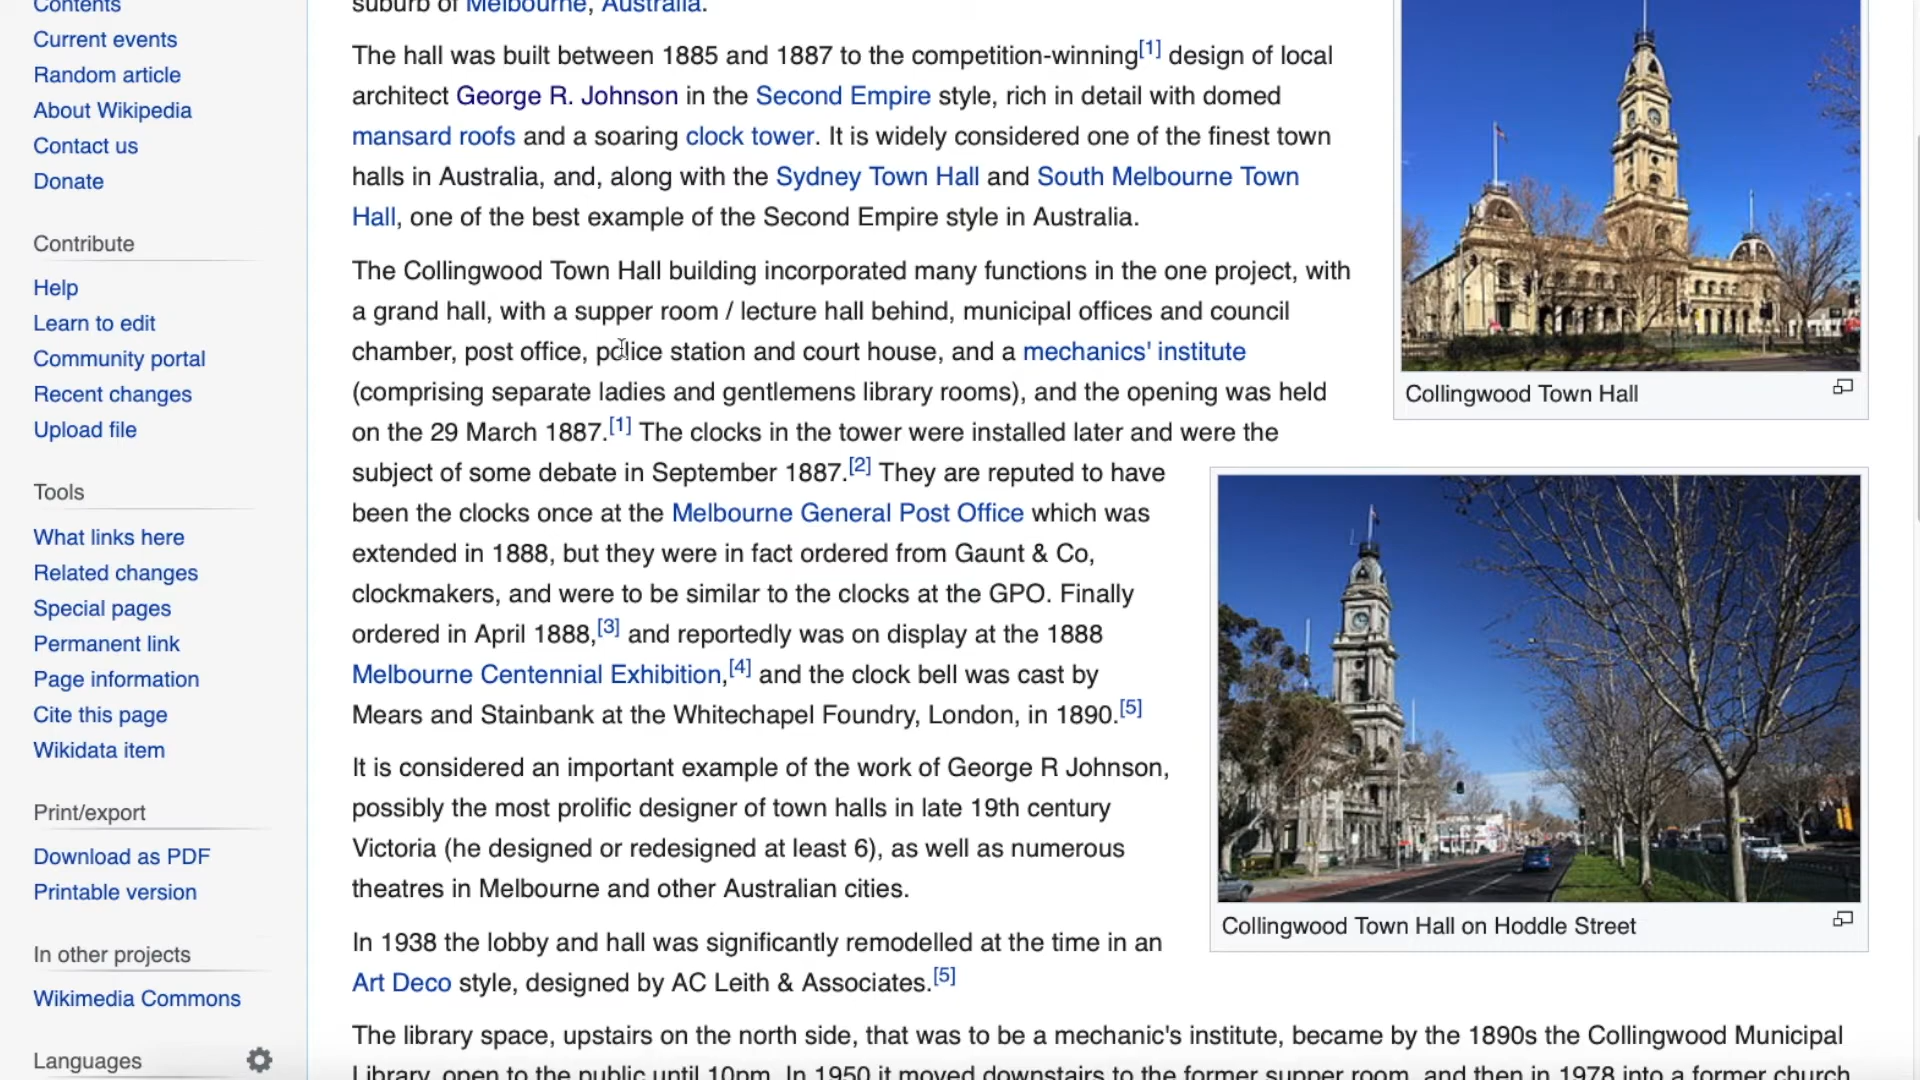 Contents
Current events
Random article
About Wikipedia
Contact us
Donate
Contribute
Help
Learn to edit
Community portal
Recent changes
Upload file
Tools
What links here
Related changes
Special pages
Permanent link
Page information
Cite this page
Wikidata item
Print/export
Download as PDF
Printable version
In other projects
Wikimedia Commons
Languages
suburb of Melbourne, Australia.
The hall was built between 1885 and 1887 to the competition-winning[1] design of local
architect George R. Johnson in the Second Empire style, rich in detail with domed
mansard roofs and a soaring clock tower. It is widely considered one of the finest town
halls in Australia, and, along with the Sydney Town Hall and South Melbourne Town
Hall, one of the best example of the Second Empire style in Australia.
The Collingwood Town Hall building incorporated many functions in the one project, with
a grand hall, with a supper room / lecture hall behind, municipal offices and council
chamber, post office, police station and court house, and a mechanics' institute
(comprising separate ladies and gentlemens library rooms), and the opening was held
on the 29 March 1887.[1] The clocks in the tower were installed later and were the
subject of some debate in September 1887.[2] They are reputed to have
been the clocks once at the Melbourne General Post Office which was
extended in 1888, but they were in fact ordered from Gaunt & Co,
clockmakers, and were to be similar to the clocks at the GPO. Finally
ordered in April 1888,[3] and reportedly was on display at the 1888
Melbourne Centennial Exhibition,[4] and the clock bell was cast by
Mears and Stainbank at the Whitechapel Foundry, London, in 1890.[5]
It is considered an important example of the work of George R Johnson,
possibly the most prolific designer of town halls in late 19th century
Victoria (he designed or redesigned at least 6), as well as numerous
theatres in Melbourne and other Australian cities.
In 1938 the lobby and hall was significantly remodelled at the time in an
Art Deco style, designed by AC Leith & Associates.[5]
The library space, upstairs on the north side, that was to be a mechanic's institute, became by the 1890s the Collingwood Municipal
Library, open to the public until 10pm. In 1950 it moved downstairs to the former supper room, and then in 1978 into a former church
Collingwood Town Hall
Collingwood Town Hall on Hoddle Street